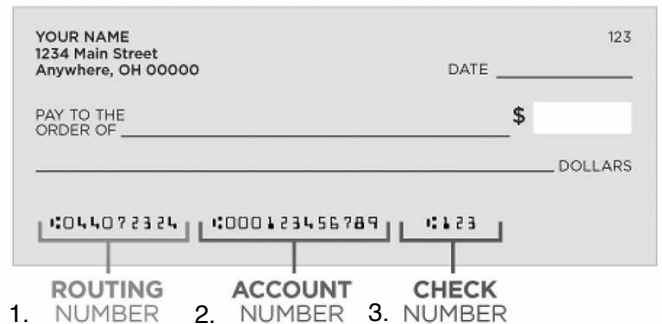 YOUR NAME 123
1234 Main Street
Anywhere, OH 00000
DATE
PAY TO THE
ORDER OF $
DOLLARS
⑆044072324 ⑆000123456789 ⑆123
ROUTING ACCOUNT CHECK
1. NUMBER 2. NUMBER 3. NUMBER